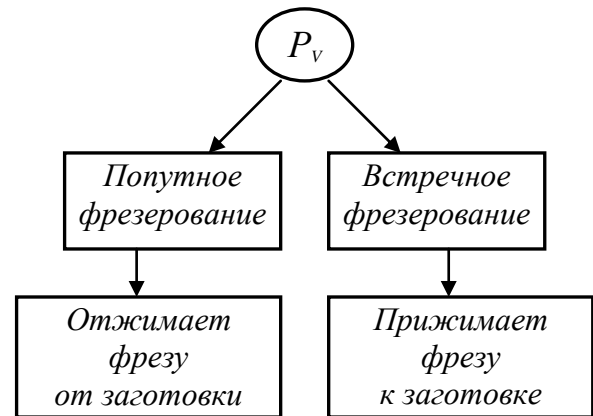 P_V
Попутное
фрезерование
Встречное
фрезерование
Отжимает
фрезу
от заготовки
Прижимает
фрезу
к заготовке